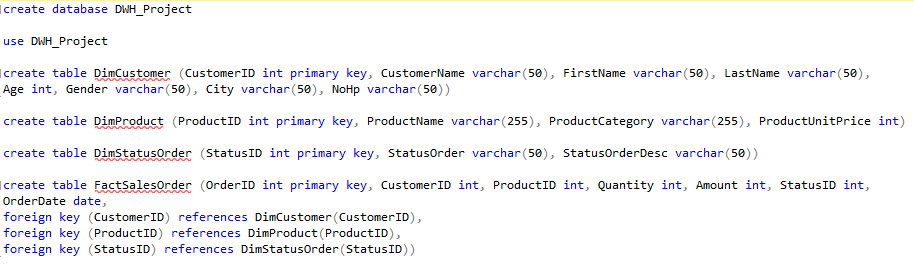 create database DWH_Project
use DWH_Project
create table DimCustomer (CustomerID int primary key, CustomerName varchar(50), FirstName varchar(50), LastName varchar(50),
Age int, Gender varchar(50), City varchar(50), NoHp varchar(50))
create table DimProduct (ProductID int primary key, ProductName varchar(255), ProductCategory varchar(255), ProductUnitPrice int)
create table DimStatusOrder (StatusID int primary key, StatusOrder varchar(50), StatusOrderDesc varchar(50))
create table FactSalesOrder (OrderID int primary key, CustomerID int, ProductID int, Quantity int, Amount int, StatusID int,
OrderDate date,
foreign key (CustomerID) references DimCustomer(CustomerID),
foreign key (ProductID) references DimProduct(ProductID),
foreign key (StatusID) references DimStatusOrder(StatusID))